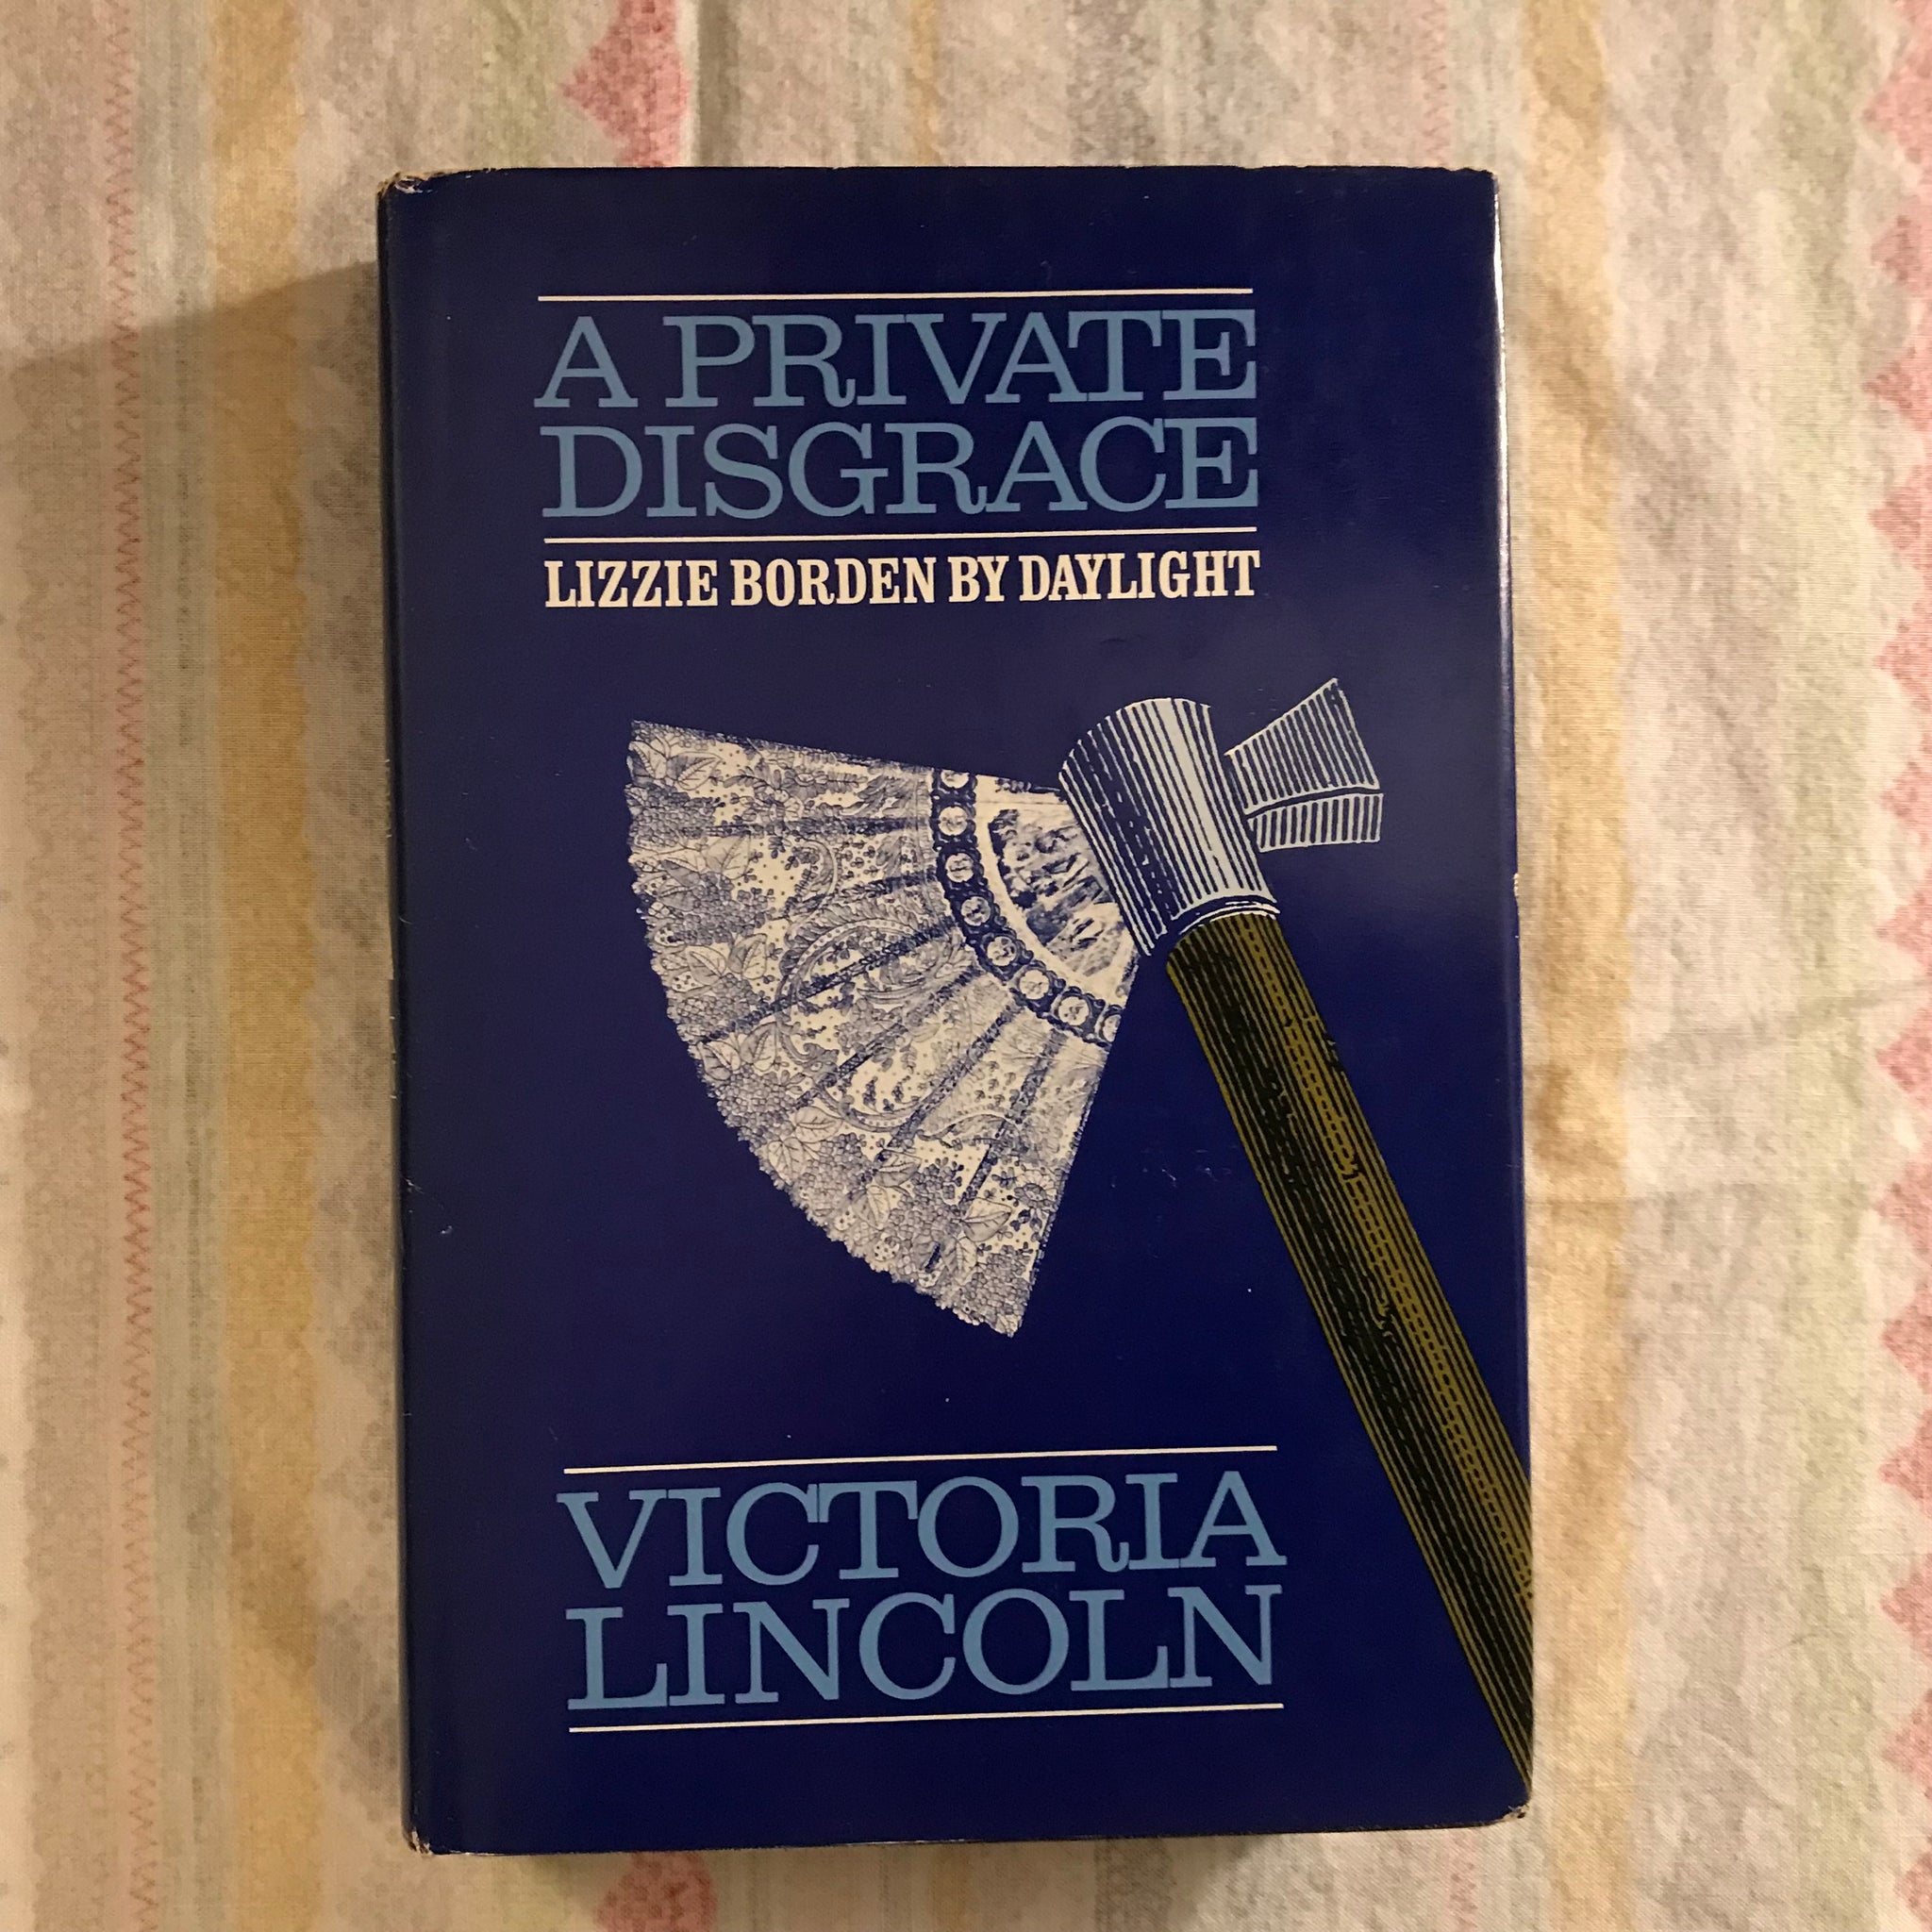 A PRIVATE
DISGRACE
LIZZIE BORDEN BY DAYLIGHT
VICTORIA
LINCOLN